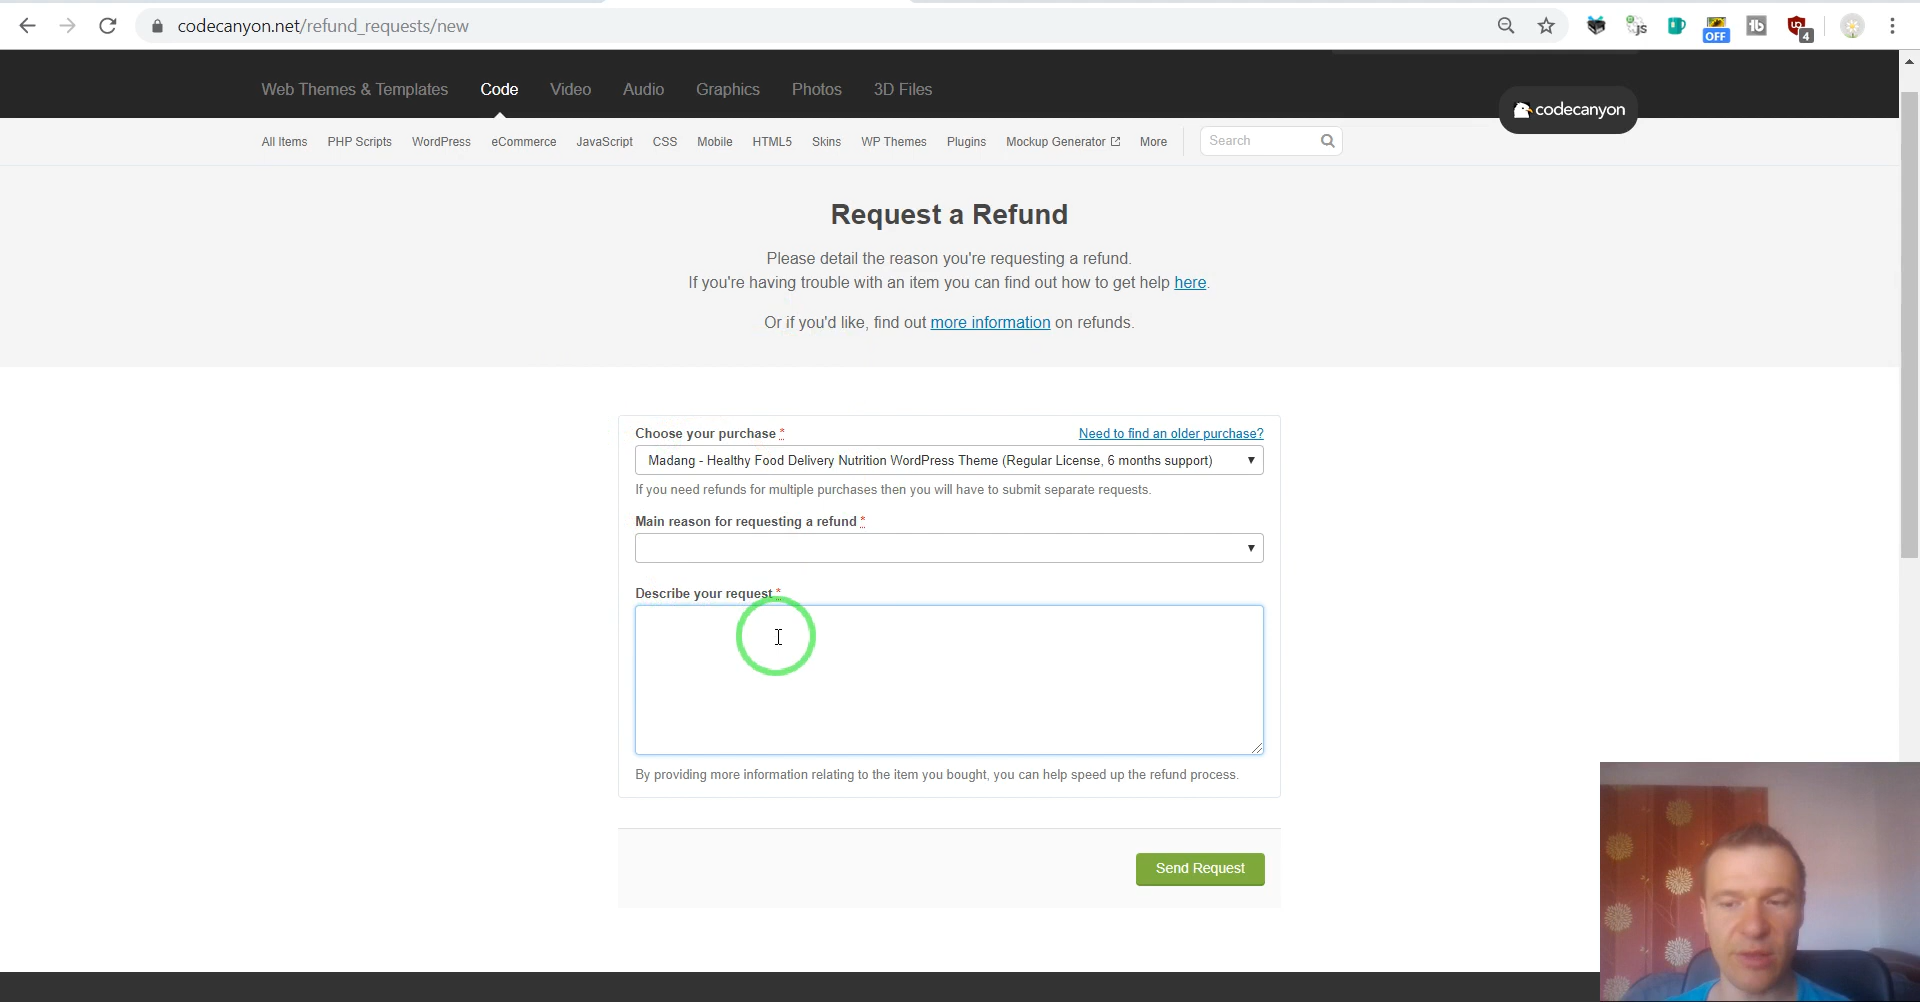 codecanyon.net/refund_requests/new
OFF
tb
4
Web Themes & Templates Code Video Audio Graphics Photos 3D Files
codecanyon
All Items PHP Scripts WordPress eCommerce JavaScript CSS Mobile HTML5 Skins WP Themes Plugins Mockup Generator More Search
Request a Refund
Please detail the reason you're requesting a refund.
If you're having trouble with an item you can find out how to get help here.
Or if you'd like, find out more information on refunds.
Choose your purchase * Need to find an older purchase?
Madang - Healthy Food Delivery Nutrition WordPress Theme (Regular License, 6 months support)
If you need refunds for multiple purchases then you will have to submit separate requests.
Main reason for requesting a refund *
Describe your request *
By providing more information relating to the item you bought, you can help speed up the refund process.
Send Request